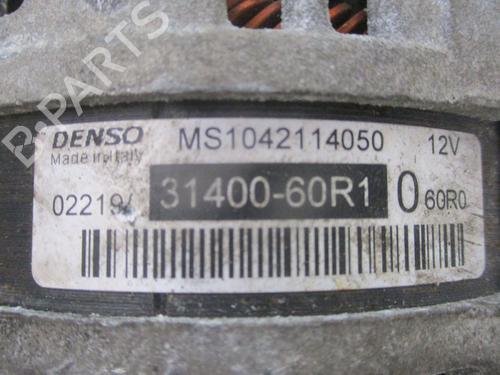 B-PARTS
DENSO MS1042114050 12V
Made in Italy
02219/ 31400-60R1 0 60R0